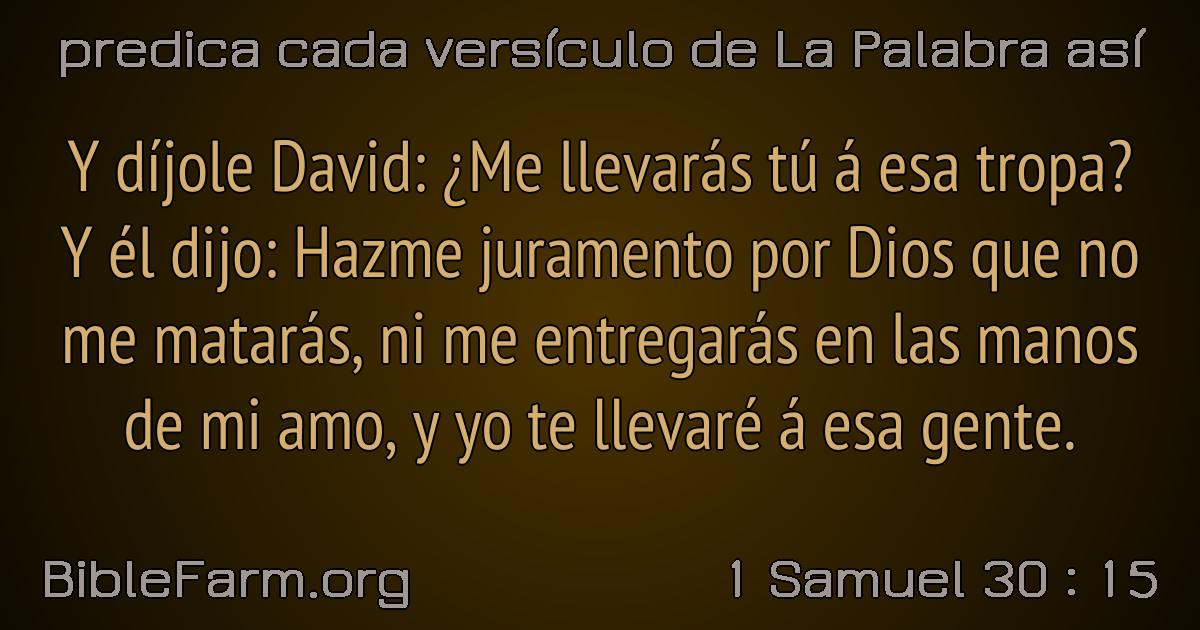 predica cada versículo de La Palabra así
Y díjole David: ¿Me llevarás tú á esa tropa?
Y él dijo: Hazme juramento por Dios que no
me matarás, ni me entregarás en las manos
de mi amo, y yo te llevaré á esa gente.
BibleFarm.org
1 Samuel 30 : 15